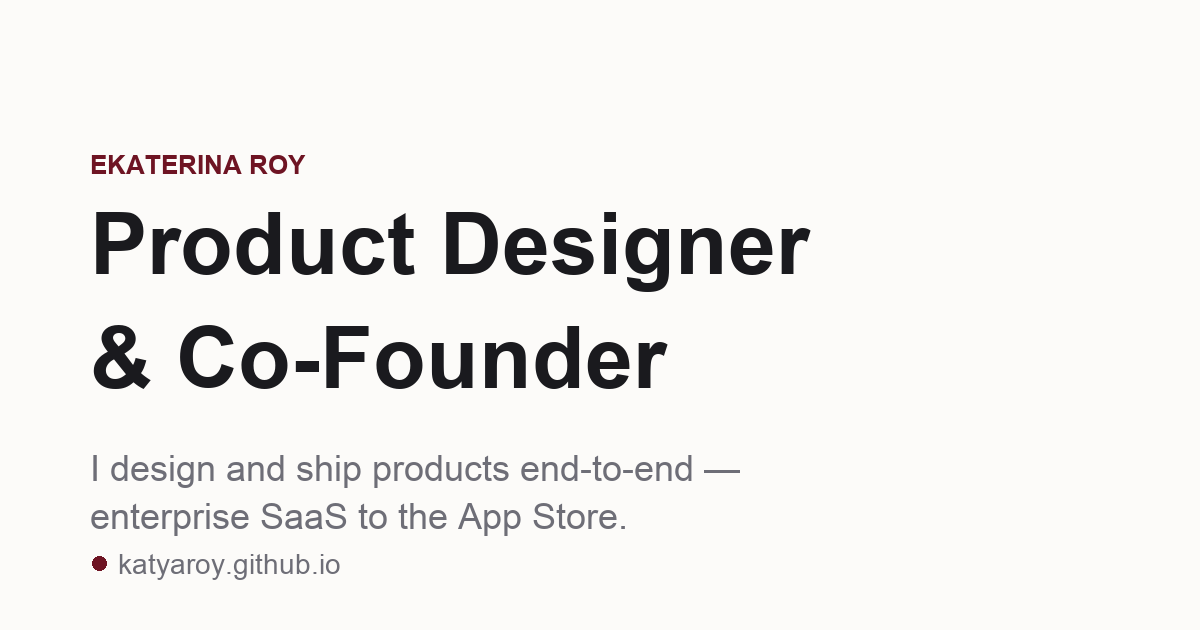 EKATERINA ROY
Product Designer
& Co-Founder
I design and ship products end-to-end —
enterprise SaaS to the App Store.
katyaroy.github.io